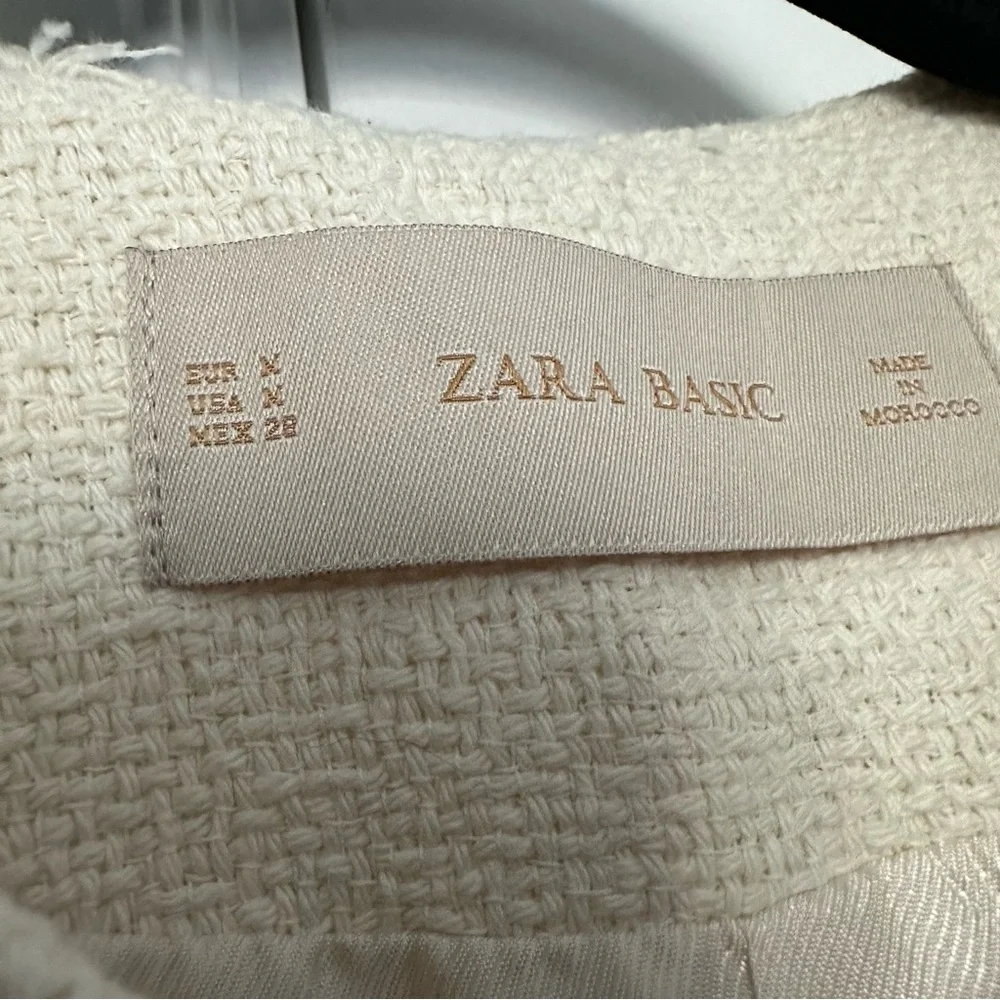 EUR M
USA M
MEX 28
ZARA BASIC
MADE
IN
MOROCCO